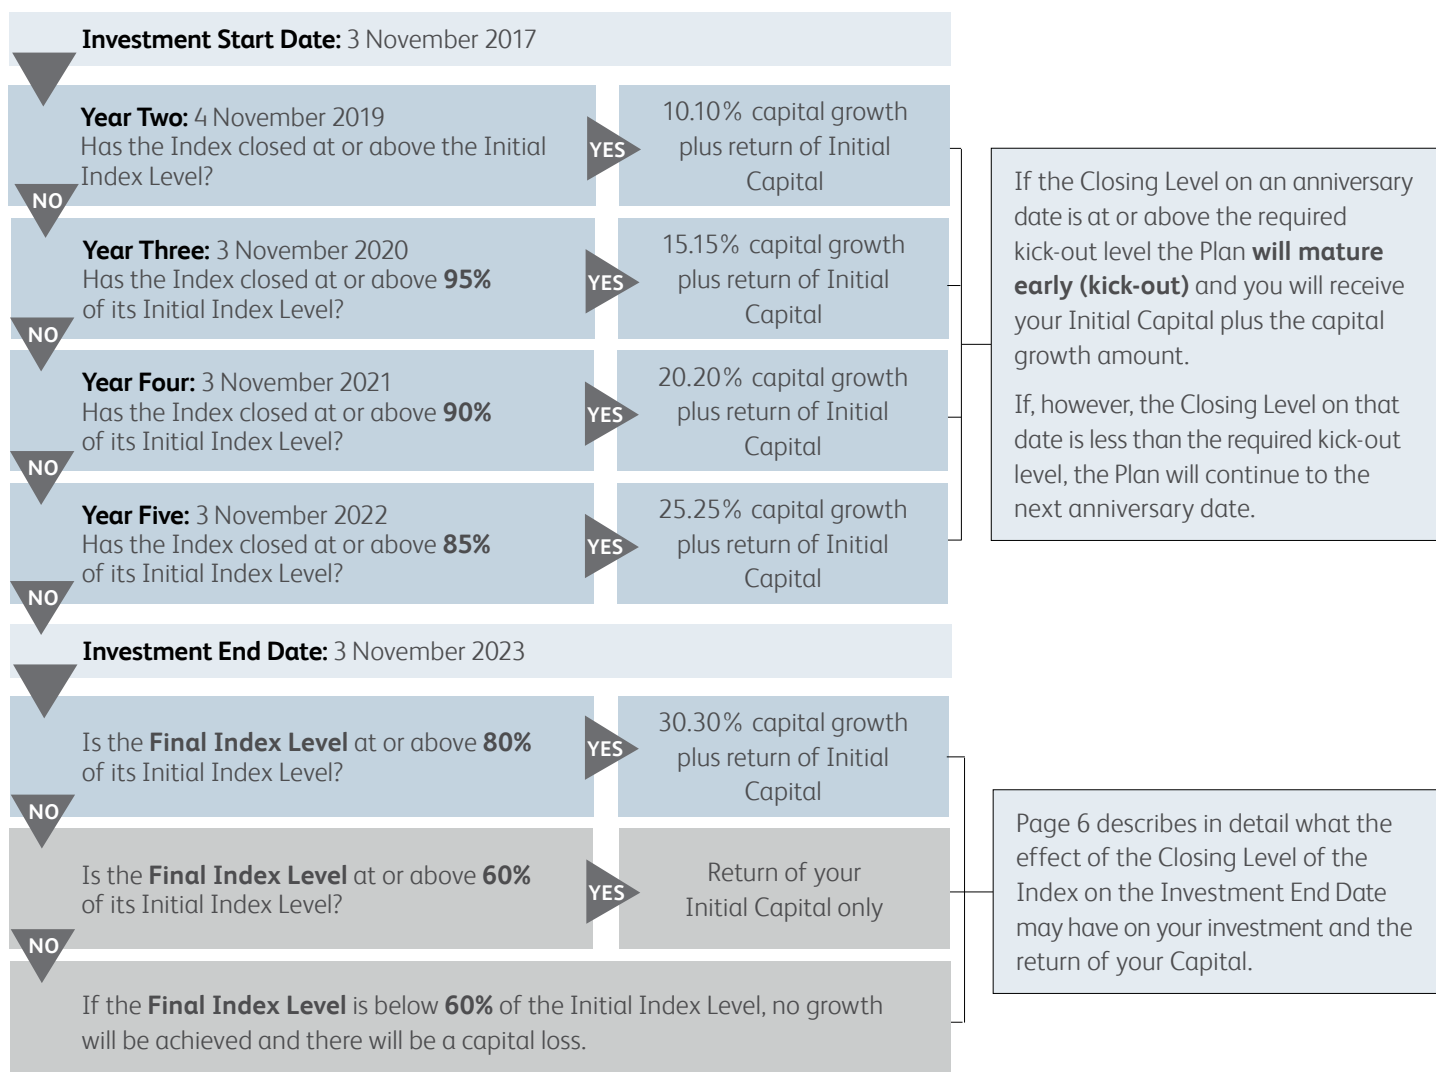 Investment Start Date: 3 November 2017
Year Two: 4 November 2019
Has the Index closed at or above the Initial
Index Level?
YES
10.10% capital growth
plus return of Initial
Capital
NO
Year Three: 3 November 2020
Has the Index closed at or above 95%
of its Initial Index Level?
YES
15.15% capital growth
plus return of Initial
Capital
NO
Year Four: 3 November 2021
Has the Index closed at or above 90%
of its Initial Index Level?
YES
20.20% capital growth
plus return of Initial
Capital
NO
Year Five: 3 November 2022
Has the Index closed at or above 85%
of its Initial Index Level?
YES
25.25% capital growth
plus return of Initial
Capital
NO
If the Closing Level on an anniversary
date is at or above the required
kick-out level the Plan will mature
early (kick-out) and you will receive
your Initial Capital plus the capital
growth amount.
If, however, the Closing Level on that
date is less than the required kick-out
level, the Plan will continue to the
next anniversary date.
Investment End Date: 3 November 2023
Is the Final Index Level at or above 80%
of its Initial Index Level?
YES
30.30% capital growth
plus return of Initial
Capital
NO
Is the Final Index Level at or above 60%
of its Initial Index Level?
YES
Return of your
Initial Capital only
NO
If the Final Index Level is below 60% of the Initial Index Level, no growth
will be achieved and there will be a capital loss.
Page 6 describes in detail what the
effect of the Closing Level of the
Index on the Investment End Date
may have on your investment and the
return of your Capital.